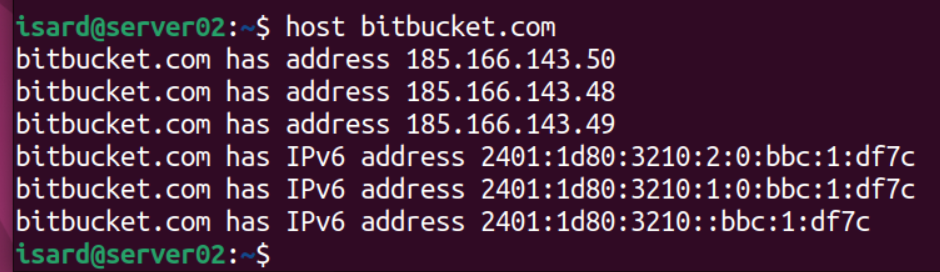 isard@server02:~$ host bitbucket.com
bitbucket.com has address 185.166.143.50
bitbucket.com has address 185.166.143.48
bitbucket.com has address 185.166.143.49
bitbucket.com has IPv6 address 2401:1d80:3210:2:0:bbc:1:df7c
bitbucket.com has IPv6 address 2401:1d80:3210:1:0:bbc:1:df7c
bitbucket.com has IPv6 address 2401:1d80:3210::bbc:1:df7c
isard@server02:~$